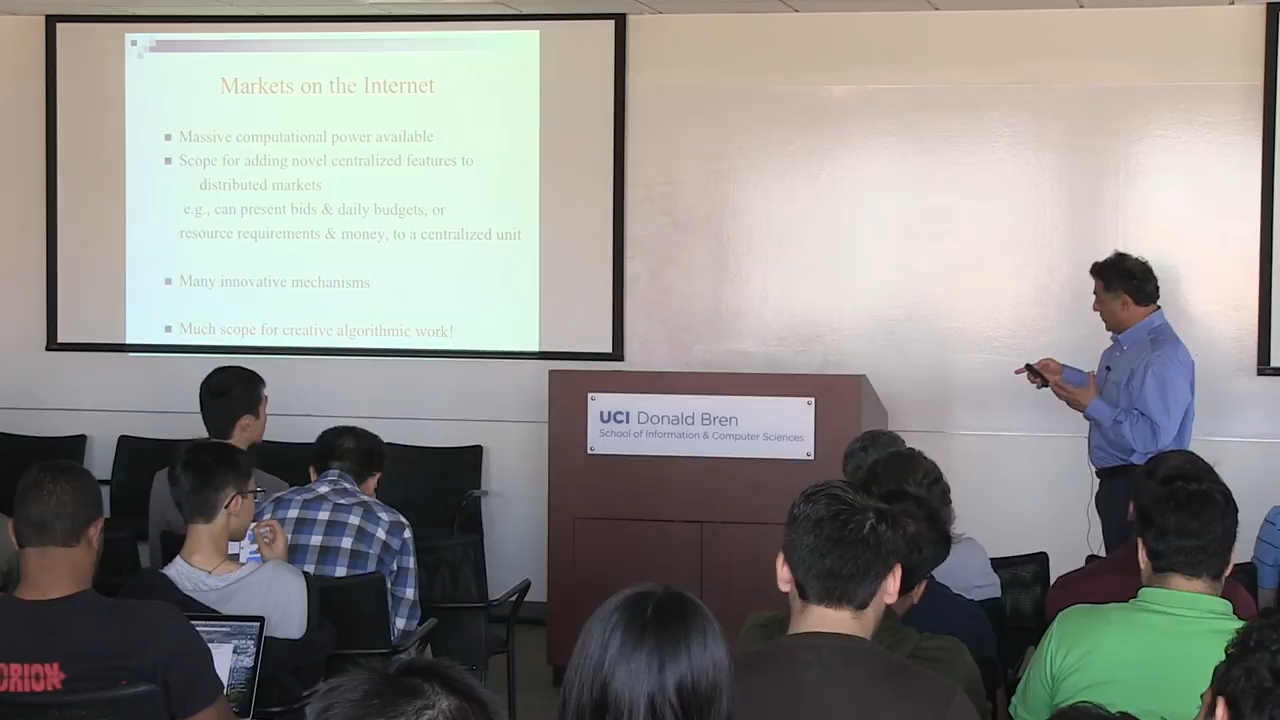 Markets on the Internet
Massive computational power available
Scope for adding novel centralized features to
distributed markets
e.g., can present bids & daily budgets, or
resource requirements & money, to a centralized unit
Many innovative mechanisms
Much scope for creative algorithmic work!
UCI Donald Bren
School of Information & Computer Sciences
ORION